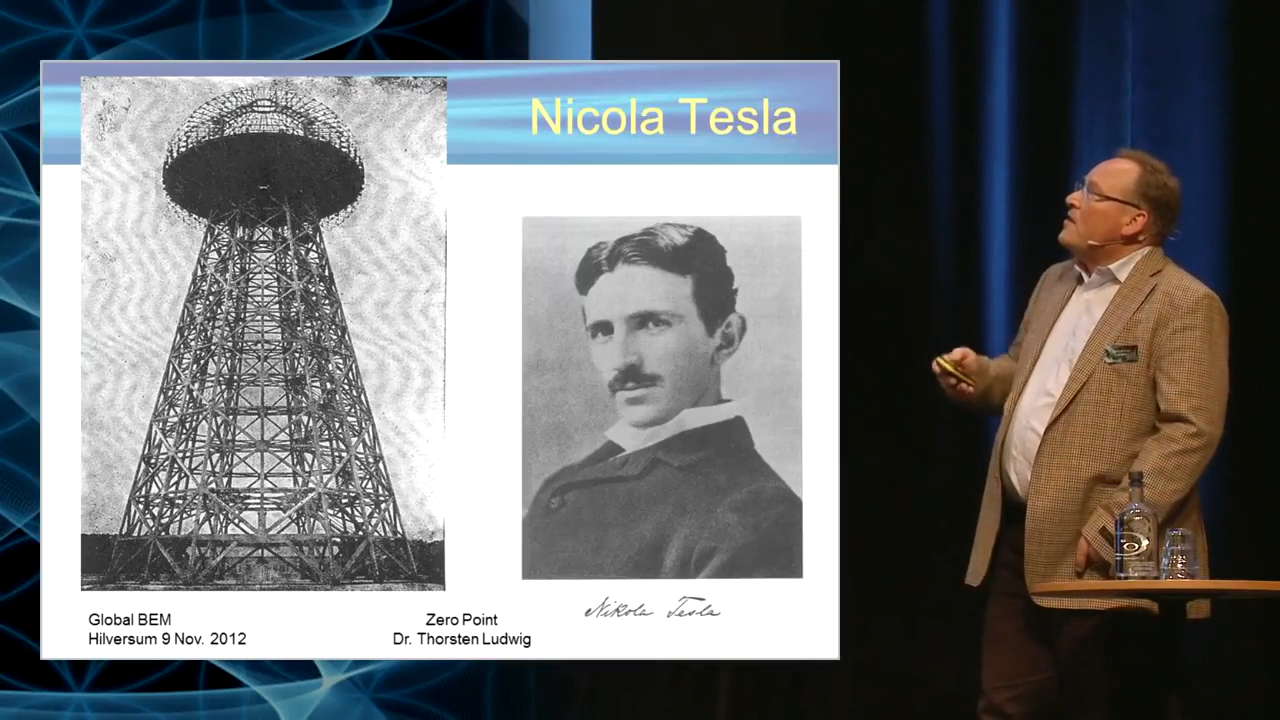 Nicola Tesla
Nikola Tesla
Global BEM
Hilversum 9 Nov. 2012
Zero Point
Dr. Thorsten Ludwig